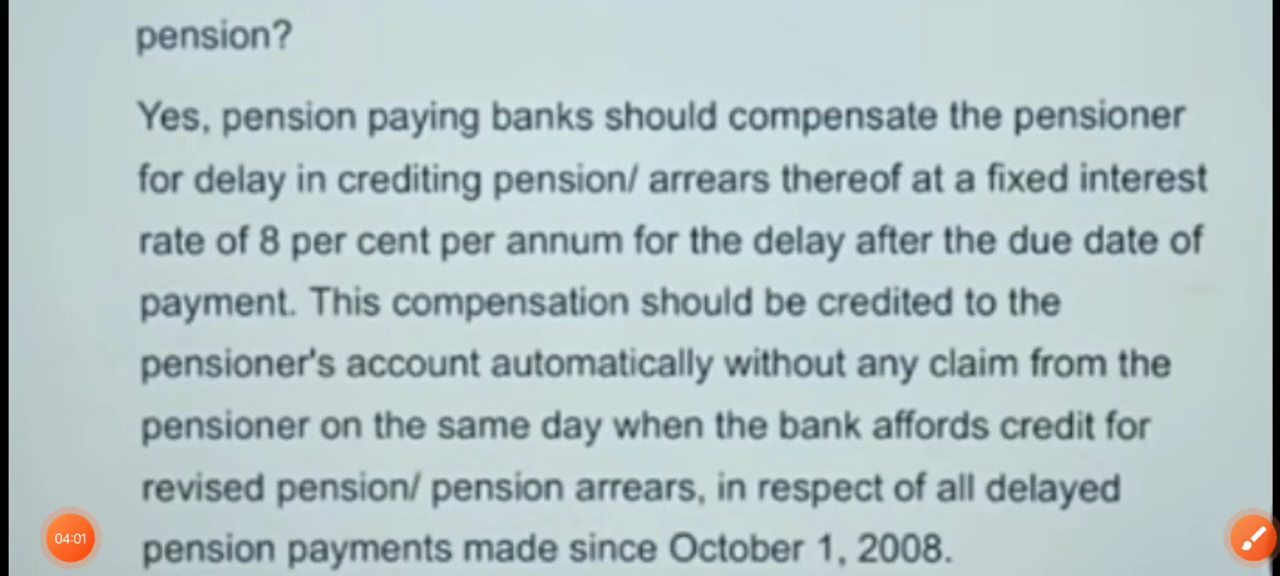 pension?
Yes, pension paying banks should compensate the pensioner
for delay in crediting pension/ arrears thereof at a fixed interest
rate of 8 per cent per annum for the delay after the due date of
payment. This compensation should be credited to the
pensioner's account automatically without any claim from the
pensioner on the same day when the bank affords credit for
revised pension/ pension arrears, in respect of all delayed
pension payments made since October 1, 2008.
04:01